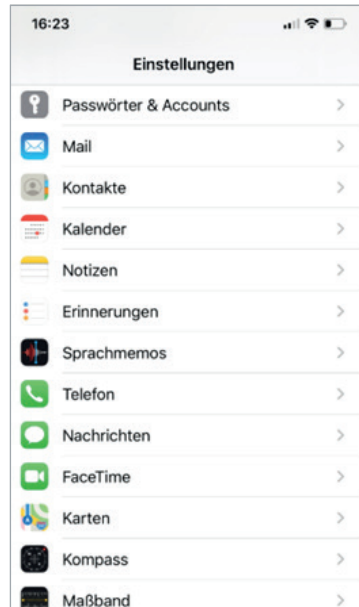 16:23
Einstellungen
Passwörter & Accounts
Mail
Kontakte
Kalender
Notizen
Erinnerungen
Sprachmemos
Telefon
Nachrichten
FaceTime
Karten
Kompass
Maßband